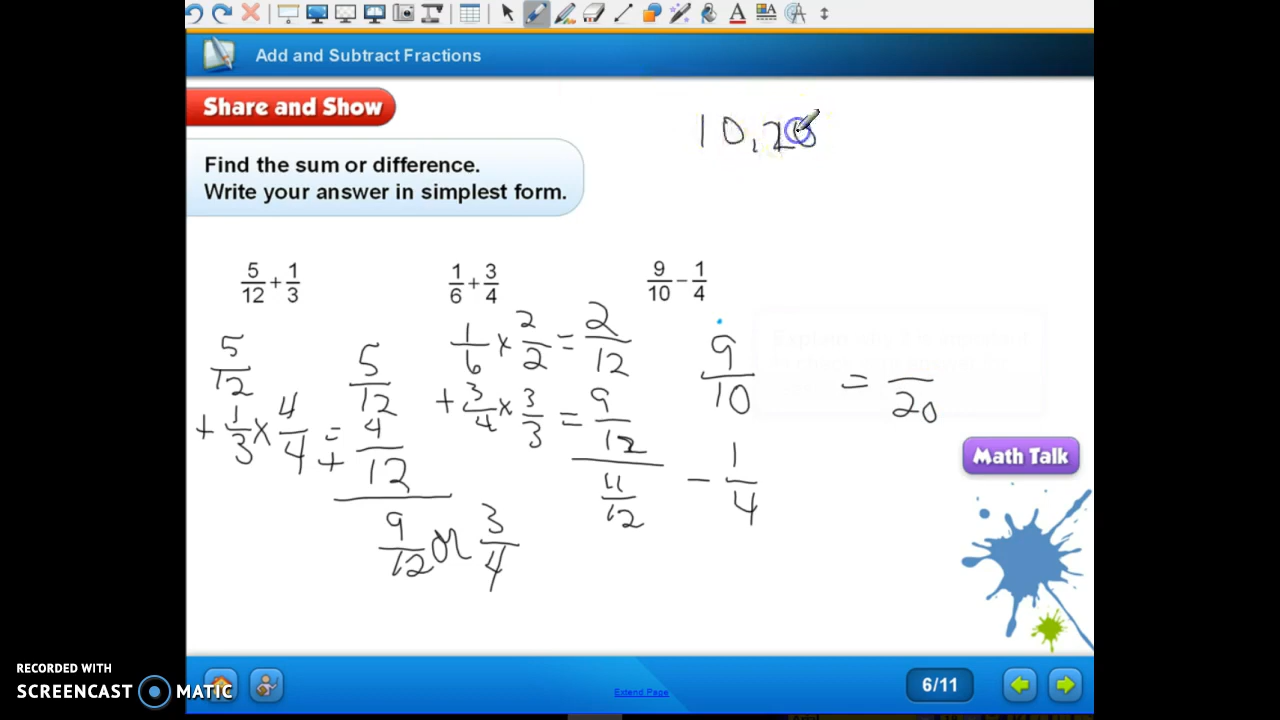 Add and Subtract Fractions
Share and Show
10,20
Find the sum or difference.
Write your answer in simplest form.
5/12 + 1/3
1/6 + 3/4
9/10 − 1/4
5/12
+ 1/3 × 4/4 =
5/12
+ 4/12
9/12 or 3/4
1/6 × 2/2 = 2/12
+ 3/4 × 3/3 = 9/12
11/12
9/10 = /20
− 1/4
Math Talk
RECORDED WITH
SCREENCAST MATIC
Extend Page
6/11